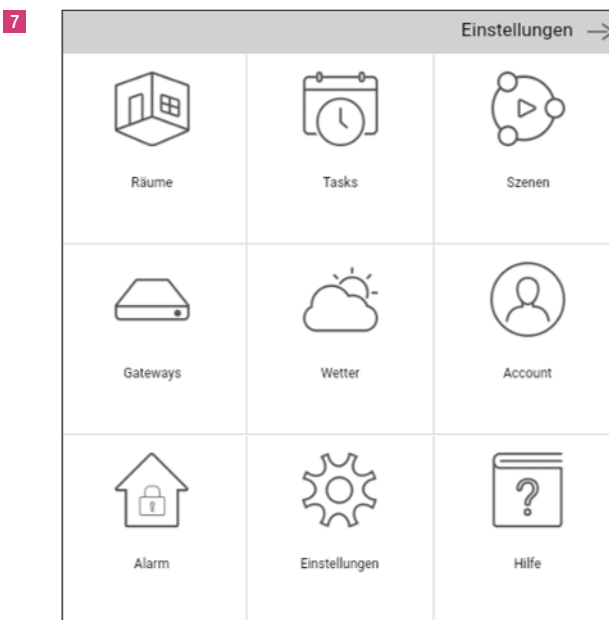 7
Einstellungen
Räume Tasks Szenen
Gateways Wetter Account
Alarm Einstellungen Hilfe
?